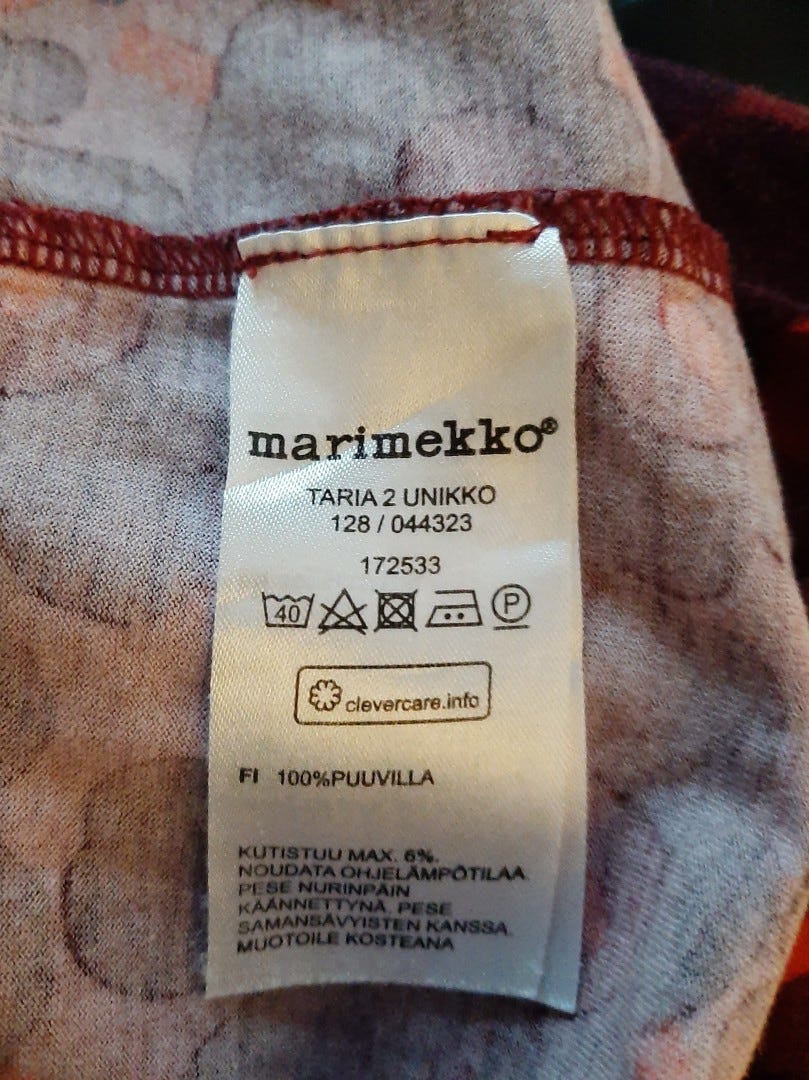 marimekko®
TARIA 2 UNIKKO
128 / 044323
172533
40 P
clevercare.info
FI 100%PUUVILLA
KUTISTUU MAX. 6%.
NOUDATA OHJELÄMPÖTILAA
PESE NURINPÄIN
KÄÄNNETTYNÄ. PESE
SAMANSÄVYISTEN KANSSA.
MUOTOILE KOSTEANA